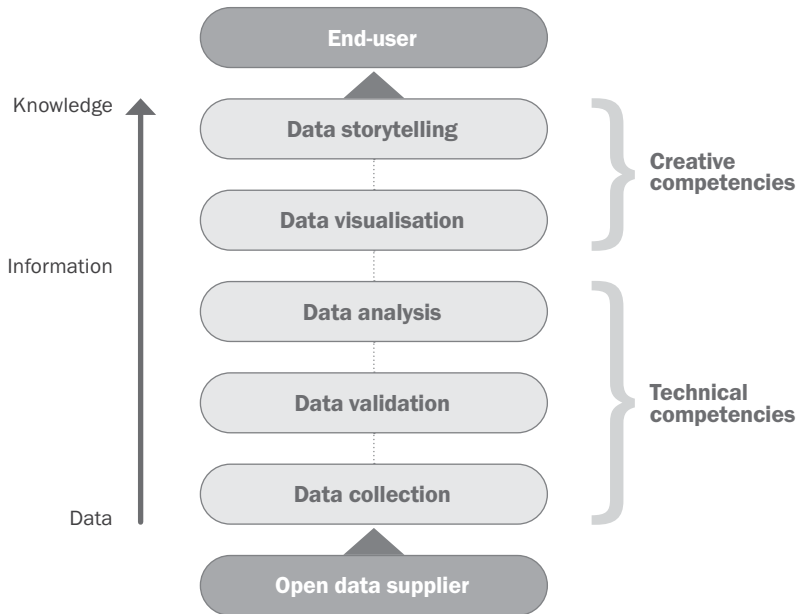 End-user
Knowledge
Data storytelling
Creative
competencies
Data visualisation
Information
Data analysis
Data validation
Technical
competencies
Data collection
Data
Open data supplier